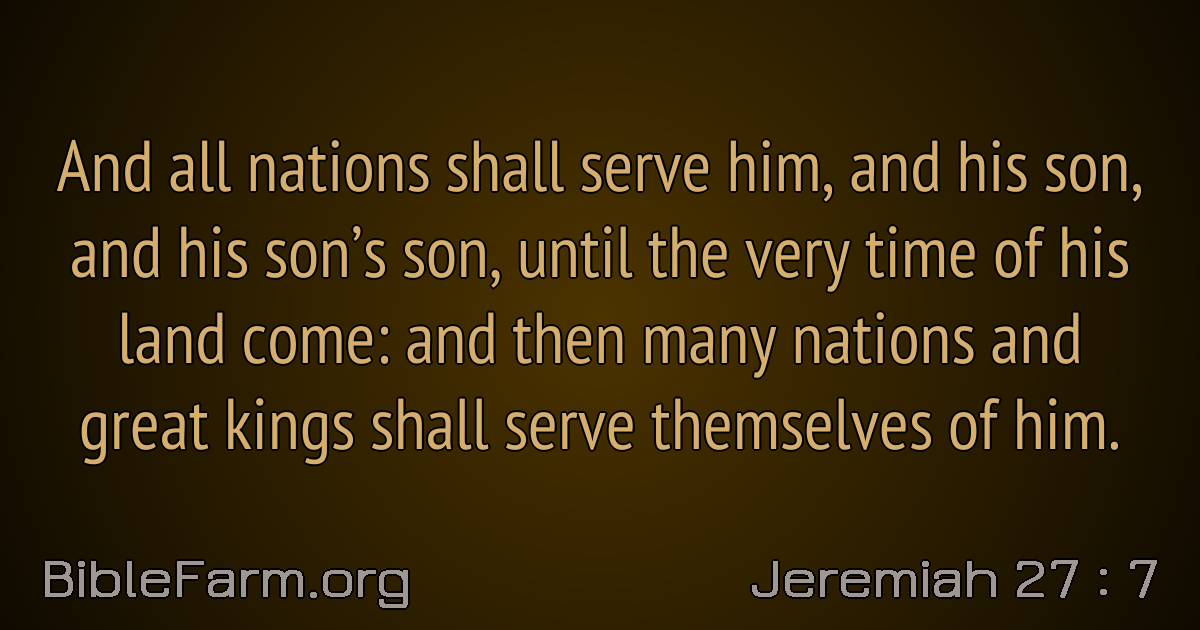 And all nations shall serve him, and his son,
and his son’s son, until the very time of his
land come: and then many nations and
great kings shall serve themselves of him.
BibleFarm.org
Jeremiah 27 : 7